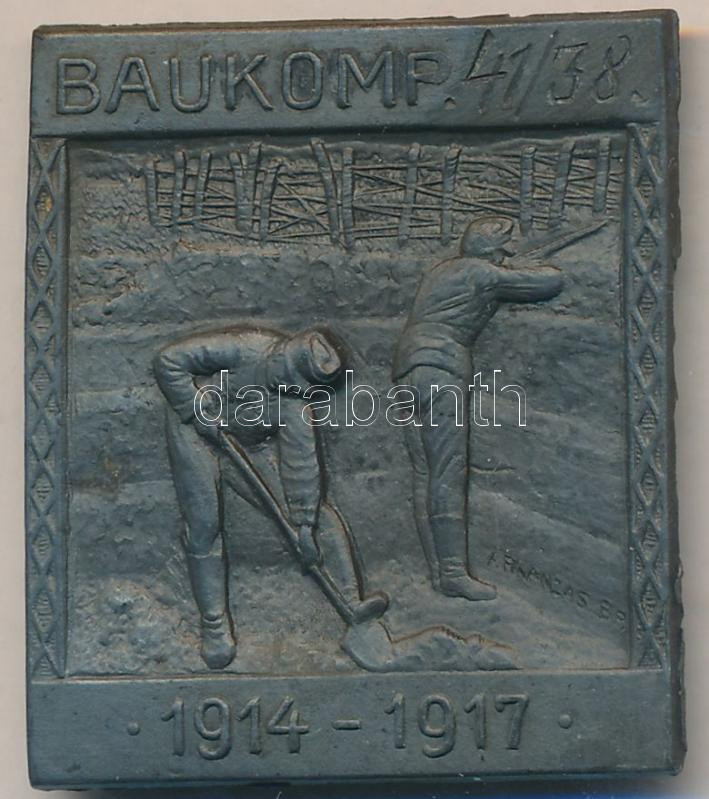 BAUKOMP. 41/38.
darabanth
· 1914 - 1917 ·